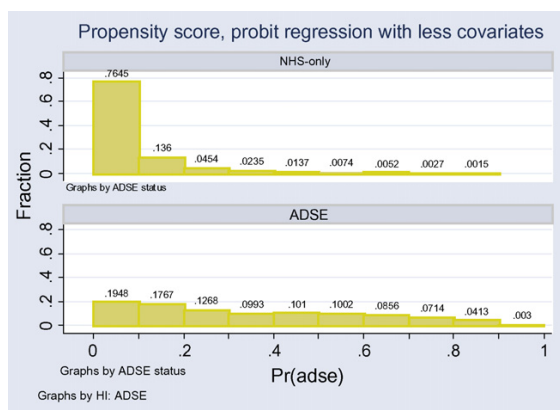 Propensity score, probit regression with less covariates
NHS-only
Fraction
0 .2 .4 .6 .8
.7645 .136 .0454 .0235 .0137 .0074 .0052 .0027 .0015
Graphs by ADSE status
ADSE
0 .2 .4 .6 .8
.1948 .1767 .1268 .0993 .101 .1002 .0856 .0714 .0413 .003
0 .2 .4 .6 .8 1
Graphs by ADSE status
Pr(adse)
Graphs by HI: ADSE